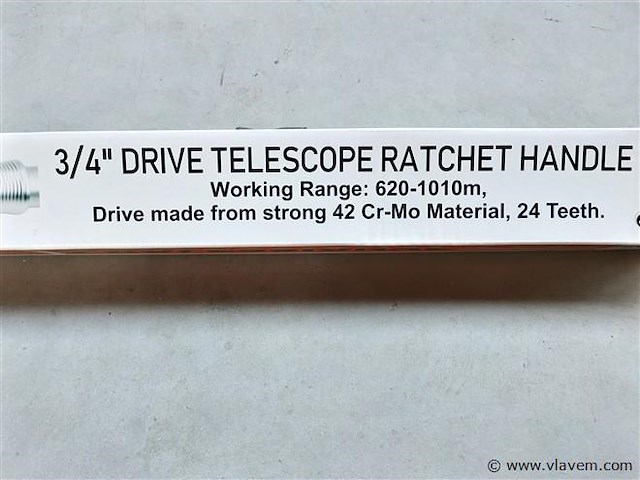 3/4" DRIVE TELESCOPE RATCHET HANDLE
Working Range: 620-1010m,
Drive made from strong 42 Cr-Mo Material, 24 Teeth.
© www.vlavem.com